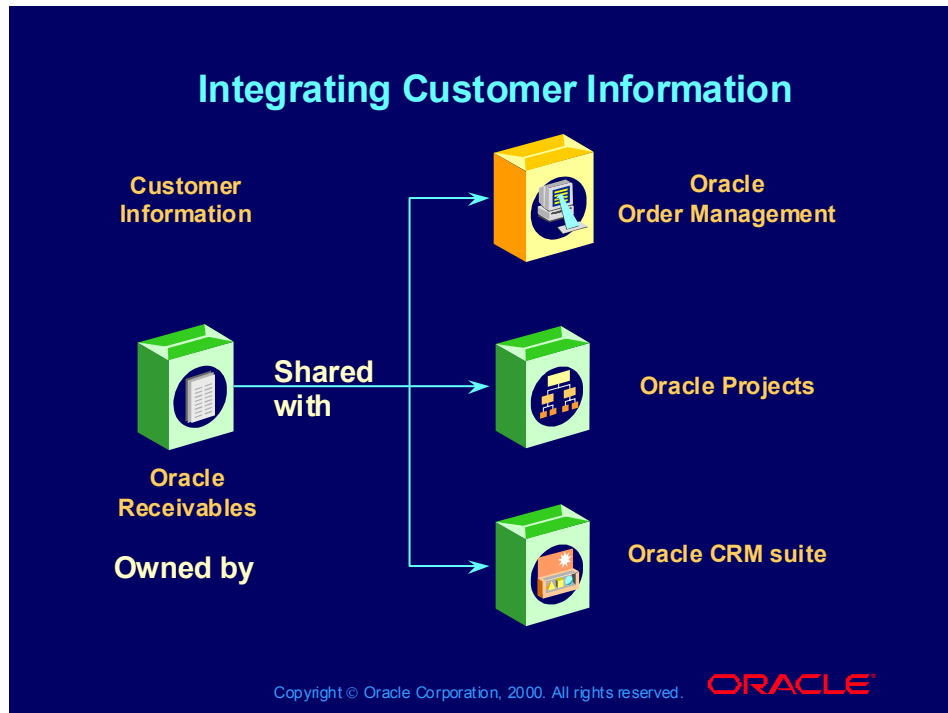 Integrating Customer Information
Customer
Information
Oracle
Order Management
Shared
with
Oracle Projects
Oracle
Receivables
Owned by
Oracle CRM suite
Copyright © Oracle Corporation, 2000. All rights reserved.
ORACLE®